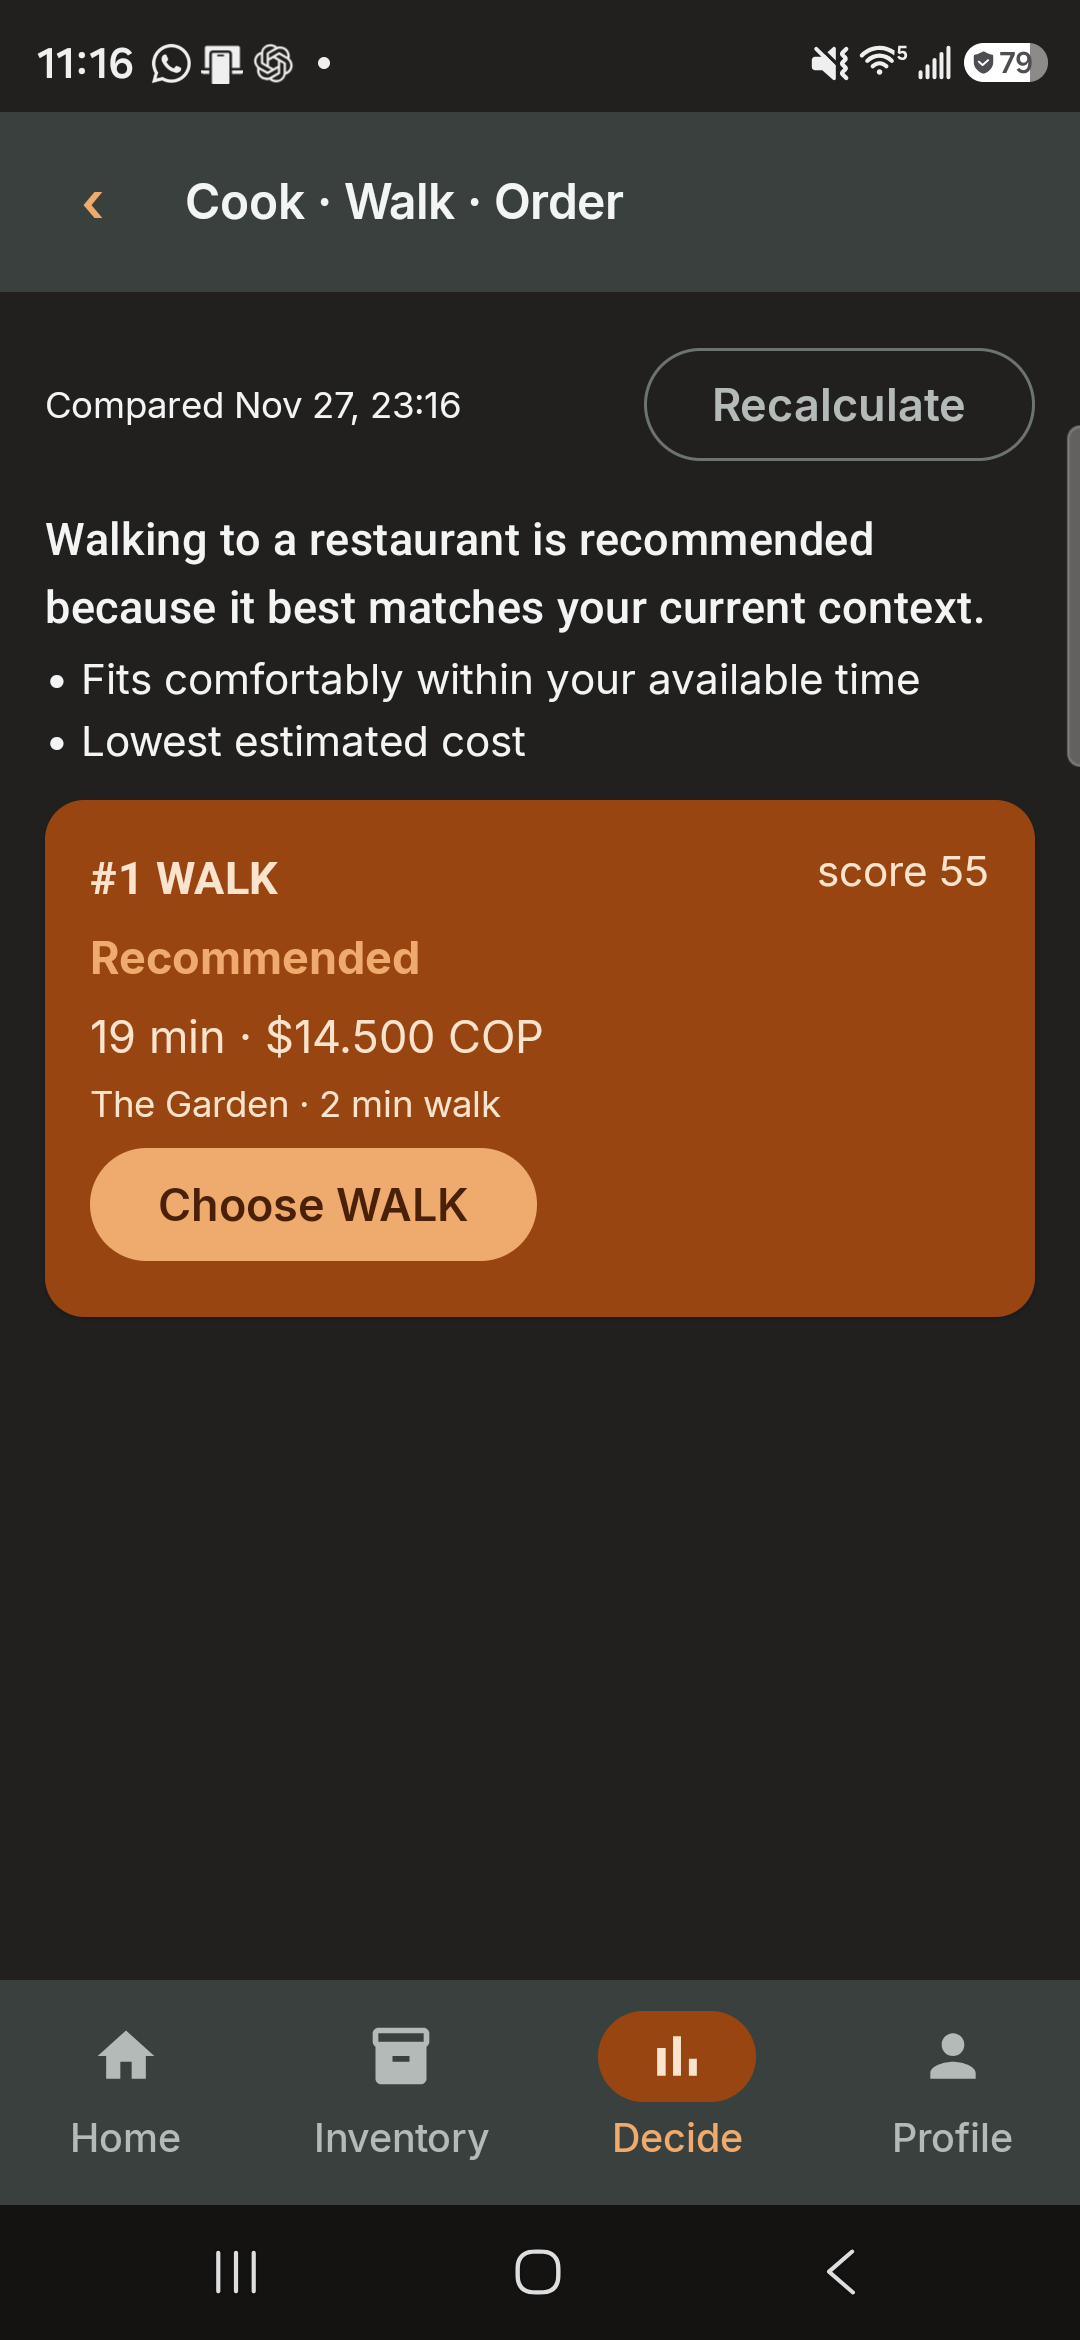 11:16
5
79
‹ Cook · Walk · Order
Compared Nov 27, 23:16
Recalculate
Walking to a restaurant is recommended
because it best matches your current context.
• Fits comfortably within your available time
• Lowest estimated cost
#1 WALK
score 55
Recommended
19 min · $14.500 COP
The Garden · 2 min walk
Choose WALK
Home
Inventory
Decide
Profile